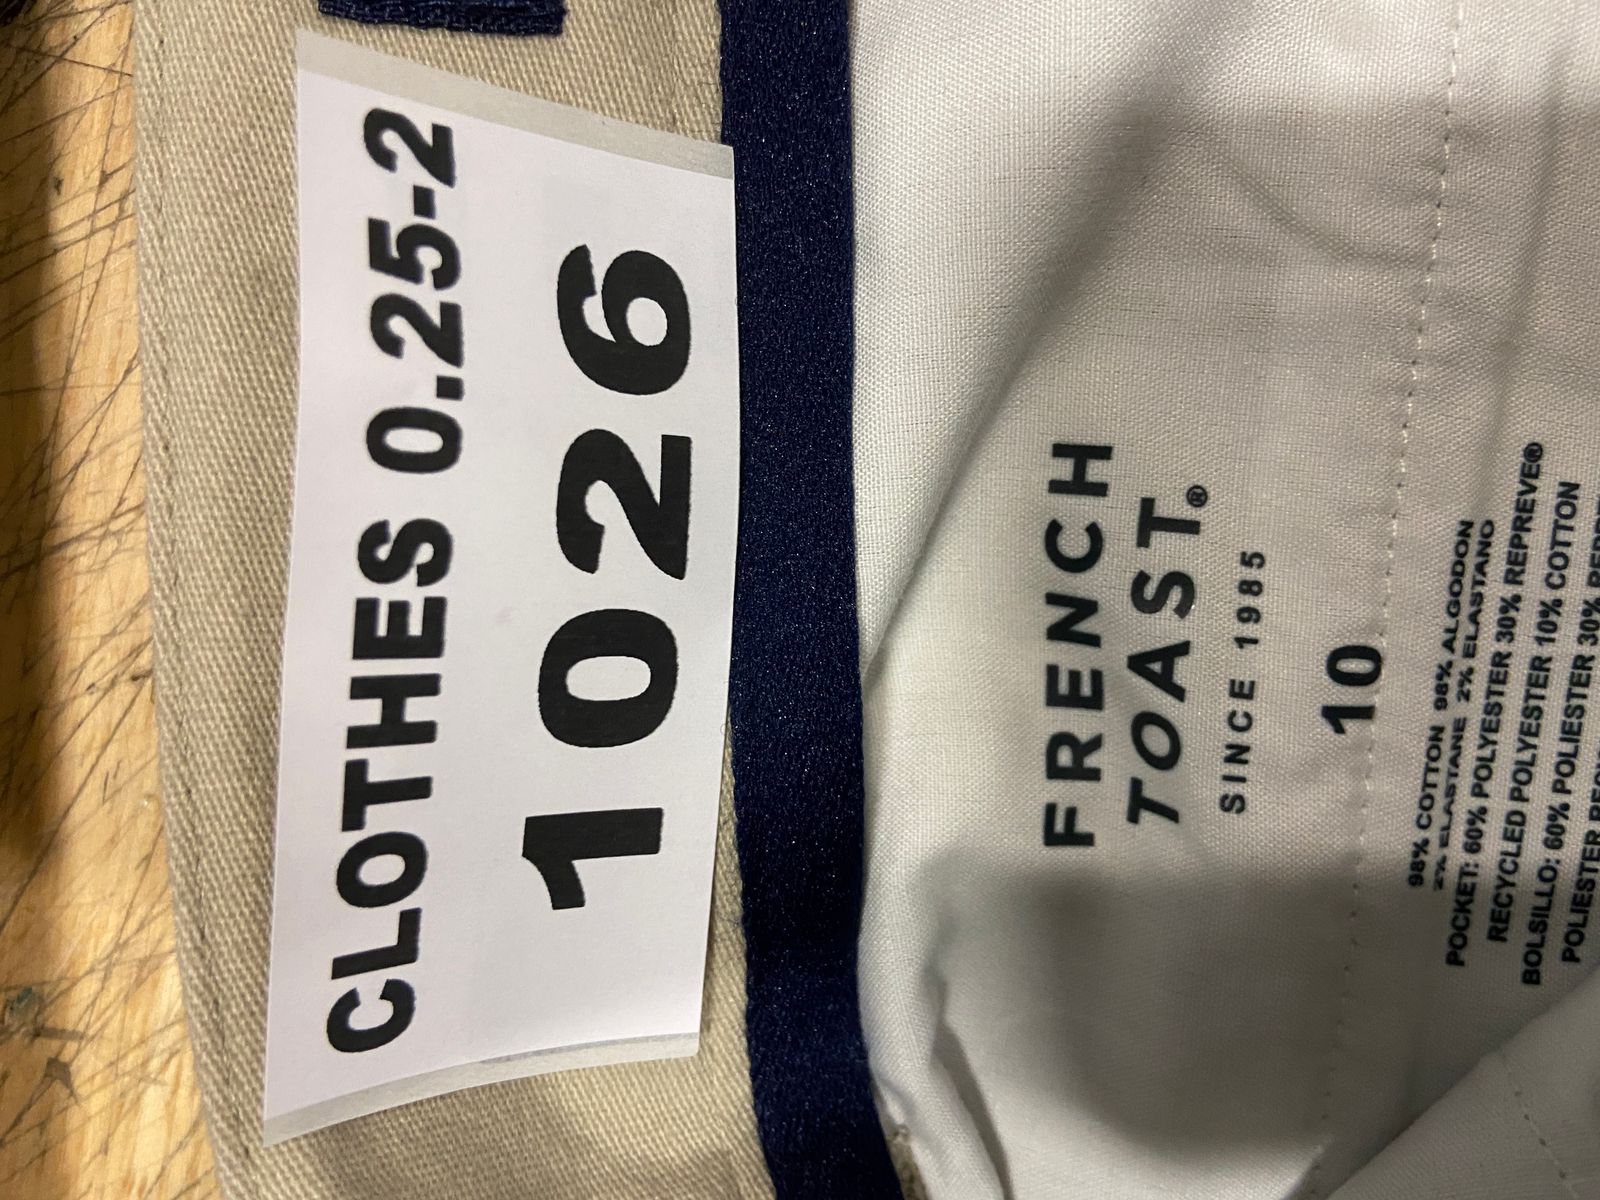 CLOTHES 0.25-2
1026
FRENCH
TOAST®
SINCE 1985
10
98% COTTON 98% ALGODON
2% ELASTANE 2% ELASTANO
POCKET: 60% POLYESTER 30% REPREVE®
RECYCLED POLYESTER 10% COTTON
BOLSILLO: 60% POLIESTER 30%
POLIESTER